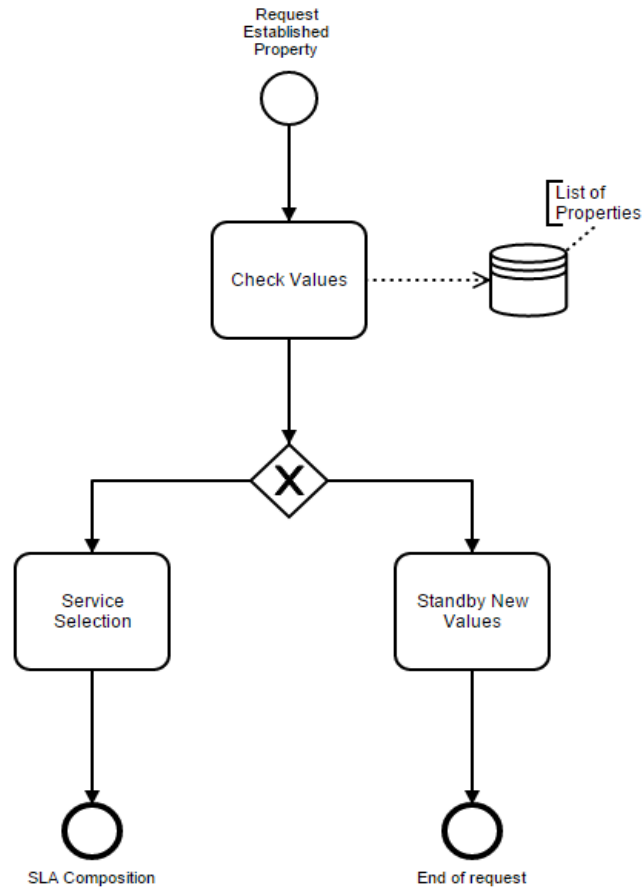 Request
Established
Property
List of
Properties
Check Values
X
Service
Selection
Standby New
Values
SLA Composition
End of request